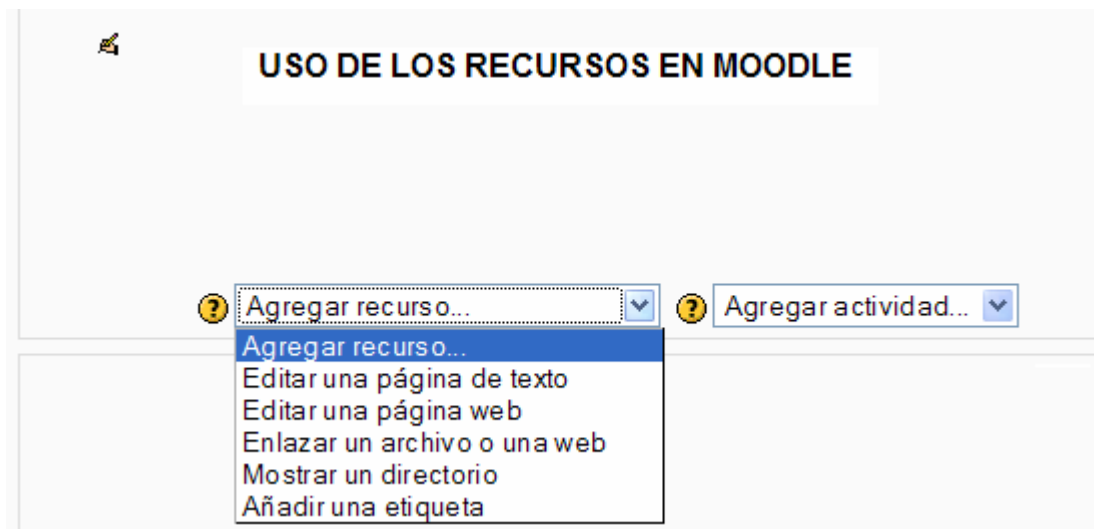 USO DE LOS RECURSOS EN MOODLE
Agregar recurso... Agregar actividad...
Agregar recurso...
Editar una página de texto
Editar una página web
Enlazar un archivo o una web
Mostrar un directorio
Añadir una etiqueta